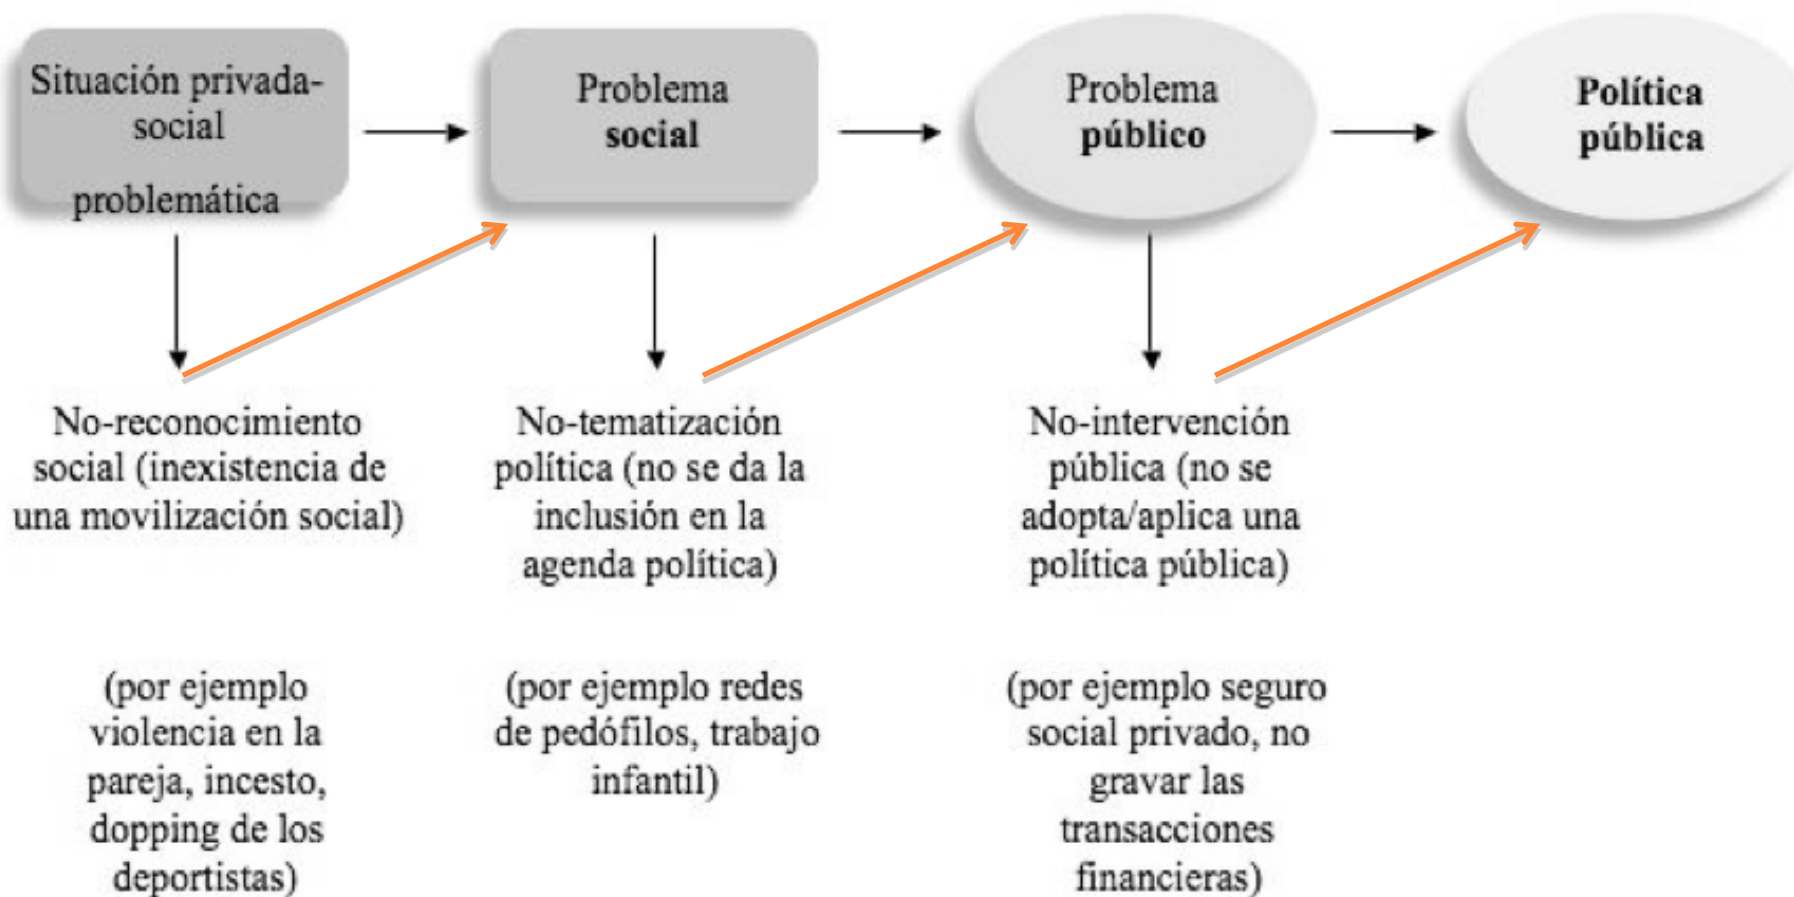 Situación privada-
social
problemática
Problema
social
Problema
público
Política
pública
No-reconocimiento
social (inexistencia de
una movilización social)
No-tematización
política (no se da la
inclusión en la
agenda política)
No-intervención
pública (no se
adopta/aplica una
política pública)
(por ejemplo
violencia en la
pareja, incesto,
dopping de los
deportistas)
(por ejemplo redes
de pedófilos, trabajo
infantil)
(por ejemplo seguro
social privado, no
gravar las
transacciones
financieras)